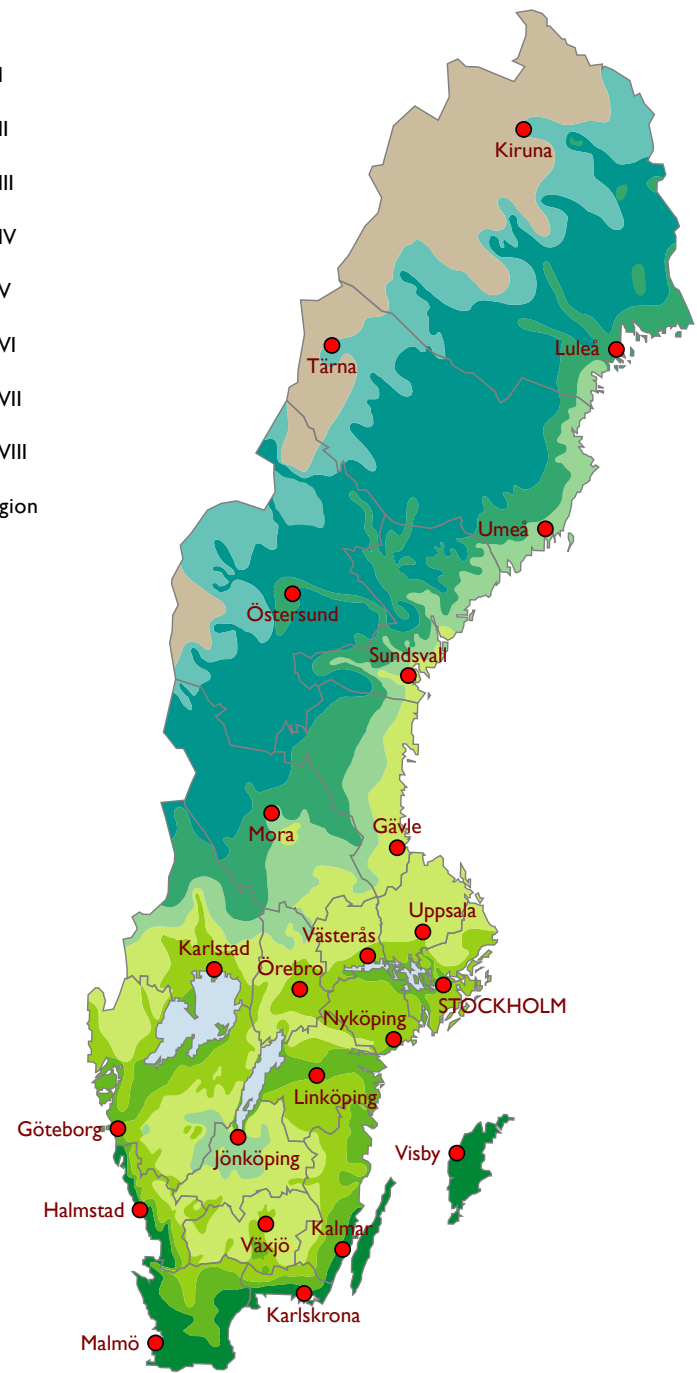 I
II
III
IV
V
VI
VII
VIII
gion
Kiruna
Tärna
Luleå
Umeå
Östersund
Sundsvall
Mora
Gävle
Uppsala
Västerås
Karlstad
Örebro
STOCKHOLM
Nyköping
Linköping
Göteborg
Jönköping
Visby
Halmstad
Växjö
Kalmar
Karlskrona
Malmö